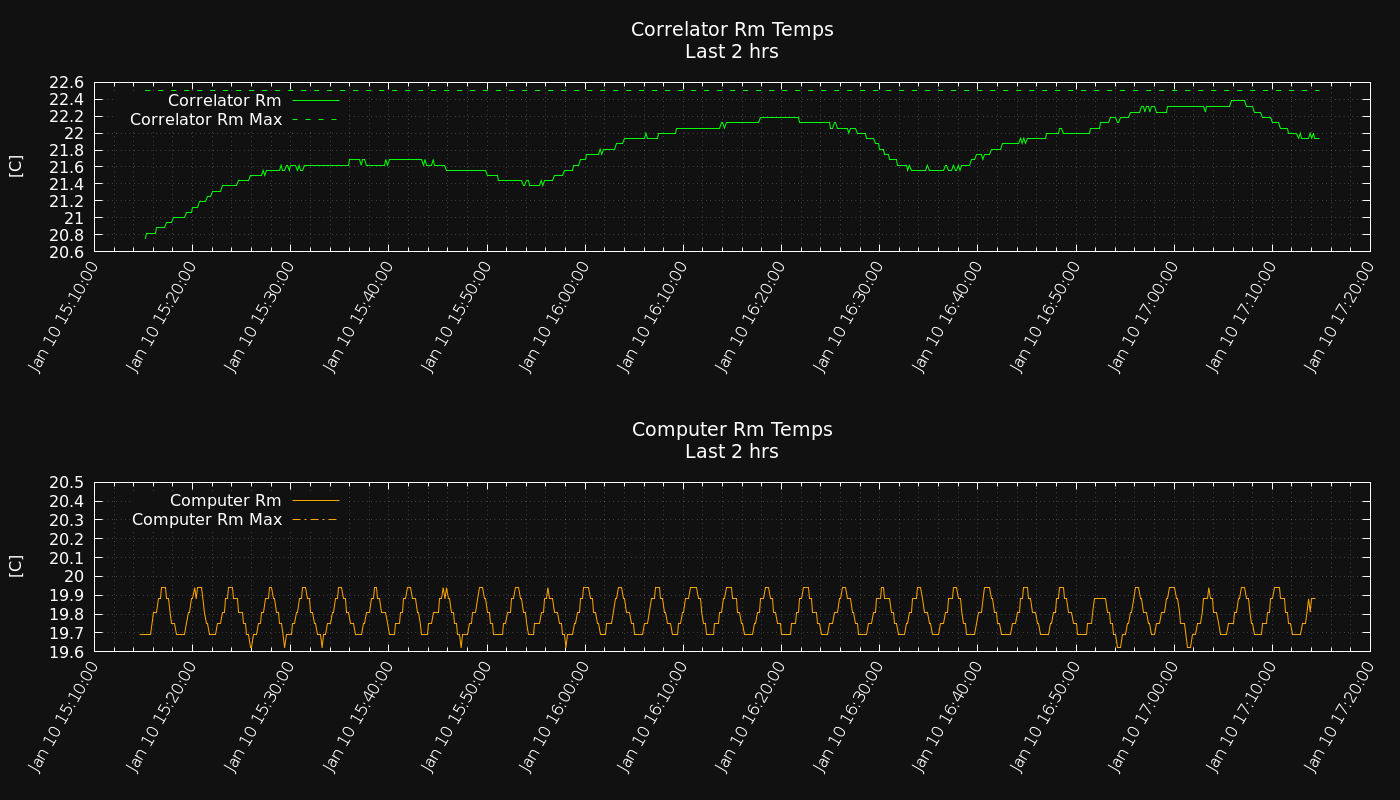 Correlator Rm Temps
Last 2 hrs
22.6
22.4
22.2
22
21.8
21.6
21.4
21.2
21
20.8
20.6
[C]
Correlator Rm
Correlator Rm Max
Jan 10 15:10:00
Jan 10 15:20:00
Jan 10 15:30:00
Jan 10 15:40:00
Jan 10 15:50:00
Jan 10 16:00:00
Jan 10 16:10:00
Jan 10 16:20:00
Jan 10 16:30:00
Jan 10 16:40:00
Jan 10 16:50:00
Jan 10 17:00:00
Jan 10 17:10:00
Jan 10 17:20:00
Computer Rm Temps
Last 2 hrs
20.5
20.4
20.3
20.2
20.1
20
19.9
19.8
19.7
19.6
[C]
Computer Rm
Computer Rm Max
Jan 10 15:10:00
Jan 10 15:20:00
Jan 10 15:30:00
Jan 10 15:40:00
Jan 10 15:50:00
Jan 10 16:00:00
Jan 10 16:10:00
Jan 10 16:20:00
Jan 10 16:30:00
Jan 10 16:40:00
Jan 10 16:50:00
Jan 10 17:00:00
Jan 10 17:10:00
Jan 10 17:20:00